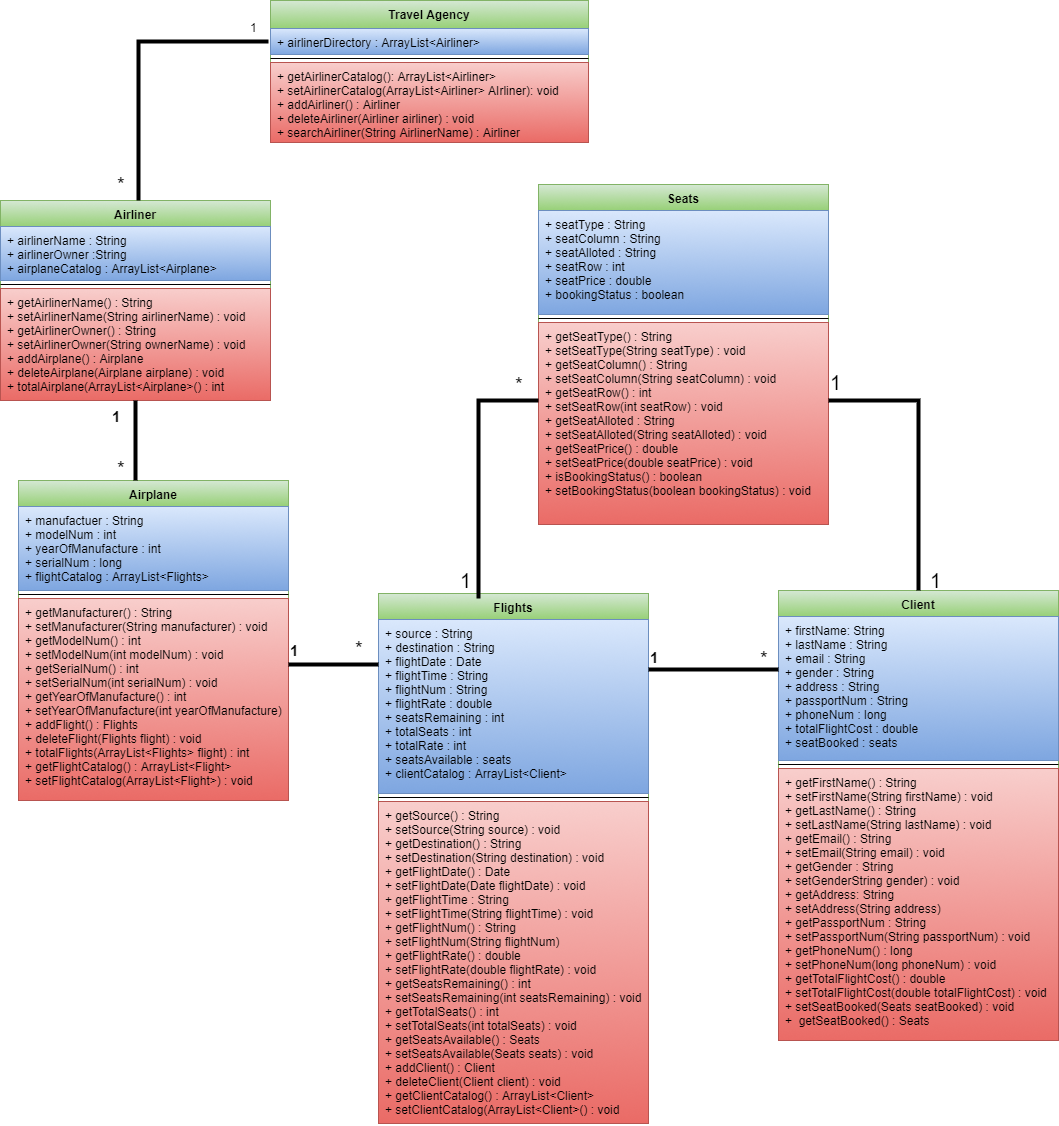 Travel Agency
+ airlinerDirectory : ArrayList<Airliner>
+ getAirlinerCatalog(): ArrayList<Airliner>
+ setAirlinerCatalog(ArrayList<Airliner> AIrliner): void
+ addAirliner() : Airliner
+ deleteAirliner(Airliner airliner) : void
+ searchAirliner(String AirlinerName) : Airliner
1
*
Airliner
+ airlinerName : String
+ airlinerOwner :String
+ airplaneCatalog : ArrayList<Airplane>
+ getAirlinerName() : String
+ setAirlinerName(String airlinerName) : void
+ getAirlinerOwner() : String
+ setAirlinerOwner(String ownerName) : void
+ addAirplane() : Airplane
+ deleteAirplane(Airplane airplane) : void
+ totalAirplane(ArrayList<Airplane>() : int
1
*
Seats
+ seatType : String
+ seatColumn : String
+ seatAlloted : String
+ seatRow : int
+ seatPrice : double
+ bookingStatus : boolean
+ getSeatType() : String
+ setSeatType(String seatType) : void
+ getSeatColumn() : String
+ setSeatColumn(String seatColumn) : void
+ getSeatRow() : int
+ setSeatRow(int seatRow) : void
+ getSeatAlloted : String
+ setSeatAlloted(String seatAlloted) : void
+ getSeatPrice() : double
+ setSeatPrice(double seatPrice) : void
+ isBookingStatus() : boolean
+ setBookingStatus(boolean bookingStatus) : void
*
1
1
1
Airplane
+ manufactuer : String
+ modelNum : int
+ yearOfManufacture : int
+ serialNum : long
+ flightCatalog : ArrayList<Flights>
+ getManufacturer() : String
+ setManufacturer(String manufacturer) : void
+ getModelNum() : int
+ setModelNum(int modelNum) : void
+ getSerialNum() : int
+ setSerialNum(int serialNum) : void
+ getYearOfManufacture() : int
+ setYearOfManufacture(int yearOfManufacture)
+ addFlight() : Flights
+ deleteFlight(Flights flight) : void
+ totalFlights(ArrayList<Flights> flight) : int
+ getFlightCatalog() : ArrayList<Flight>
+ setFlightCatalog(ArrayList<Flight>) : void
1
*
Flights
+ source : String
+ destination : String
+ flightDate : Date
+ flightTime : String
+ flightNum : String
+ flightRate : double
+ seatsRemaining : int
+ totalSeats : int
+ totalRate : int
+ seatsAvailable : seats
+ clientCatalog : ArrayList<Client>
+ getSource() : String
+ setSource(String source) : void
+ getDestination() : String
+ setDestination(String destination) : void
+ getFlightDate() : Date
+ setFlightDate(Date flightDate) : void
+ getFlightTime : String
+ setFlightTime(String flightTime) : void
+ getFlightNum() : String
+ setFlightNum(String flightNum)
+ getFlightRate() : double
+ setFlightRate(double flightRate) : void
+ getSeatsRemaining() : int
+ setSeatsRemaining(int seatsRemaining) : void
+ getTotalSeats() : int
+ setTotalSeats(int totalSeats) : void
+ getSeatsAvailable() : Seats
+ setSeatsAvailable(Seats seats) : void
+ addClient() : Client
+ deleteClient(Client client) : void
+ getClientCatalog() : ArrayList<Client>
+ setClientCatalog(ArrayList<Client>() : void
1
*
Client
+ firstName: String
+ lastName : String
+ email : String
+ gender : String
+ address : String
+ passportNum : String
+ phoneNum : long
+ totalFlightCost : double
+ seatBooked : seats
+ getFirstName() : String
+ setFirstName(String firstName) : void
+ getLastName() : String
+ setLastName(String lastName) : void
+ getEmail() : String
+ setEmail(String email) : void
+ getGender : String
+ setGenderString gender) : void
+ getAddress: String
+ setAddress(String address)
+ getPassportNum : String
+ setPassportNum(String passportNum) : void
+ getPhoneNum() : long
+ setPhoneNum(long phoneNum) : void
+ getTotalFlightCost() : double
+ setTotalFlightCost(double totalFlightCost) : void
+ setSeatBooked(Seats seatBooked) : void
+ getSeatBooked() : Seats